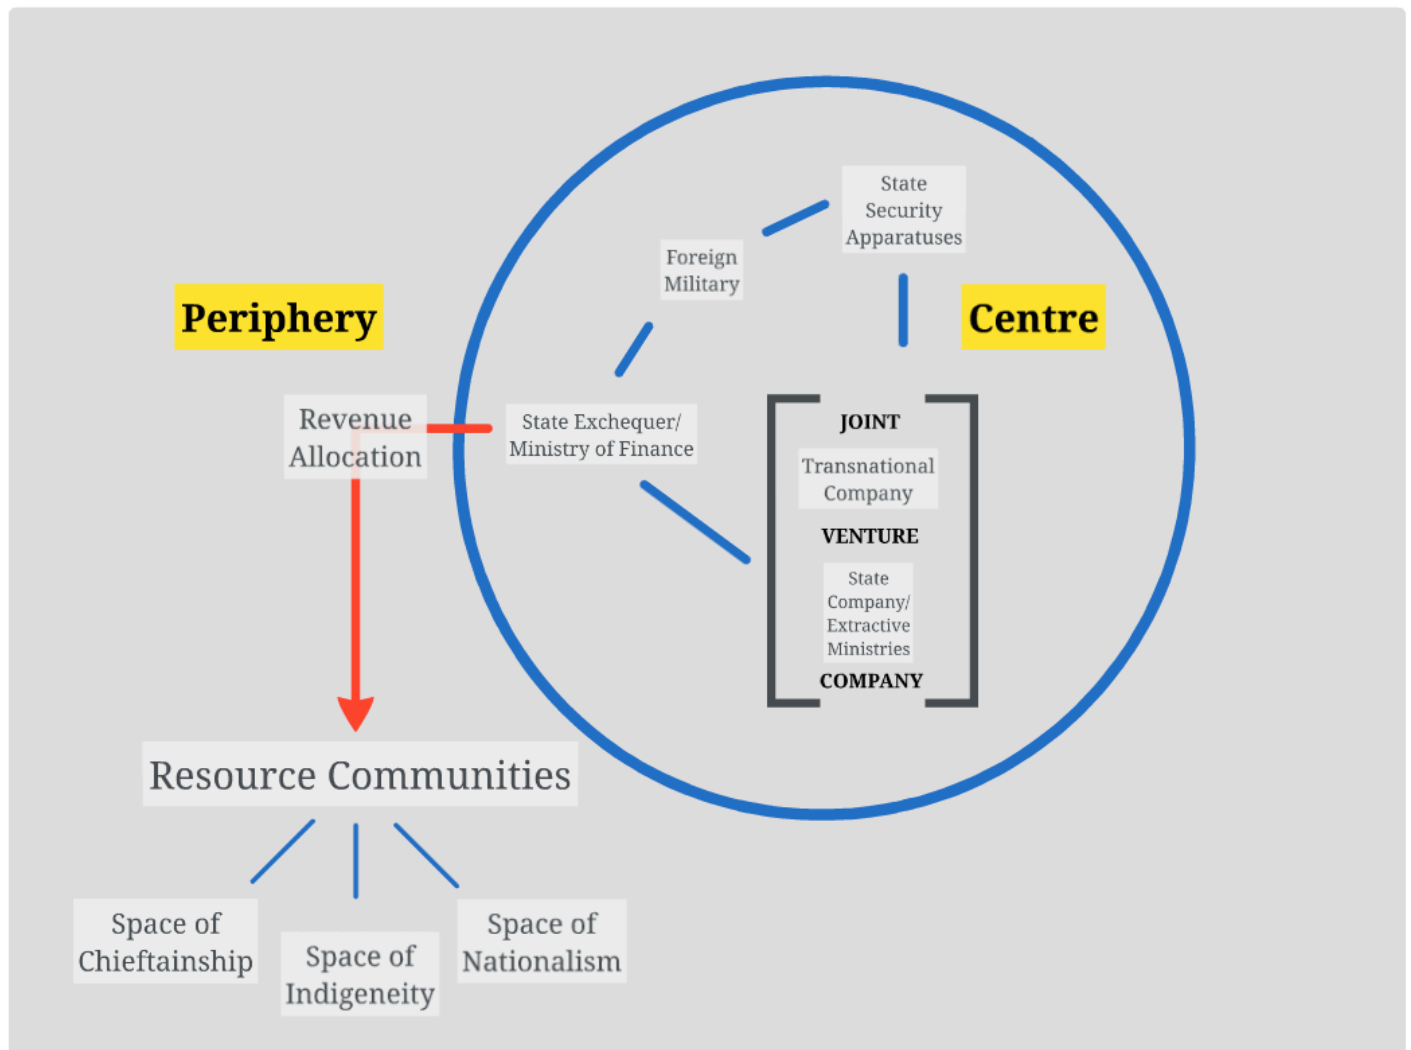 State
Security
Apparatuses
Foreign
Military
Periphery
Centre
Revenue
Allocation
State Exchequer/
Ministry of Finance
JOINT
Transnational
Company
VENTURE
State
Company/
Extractive
Ministries
COMPANY
Resource Communities
Space of
Chieftainship
Space of
Indigeneity
Space of
Nationalism